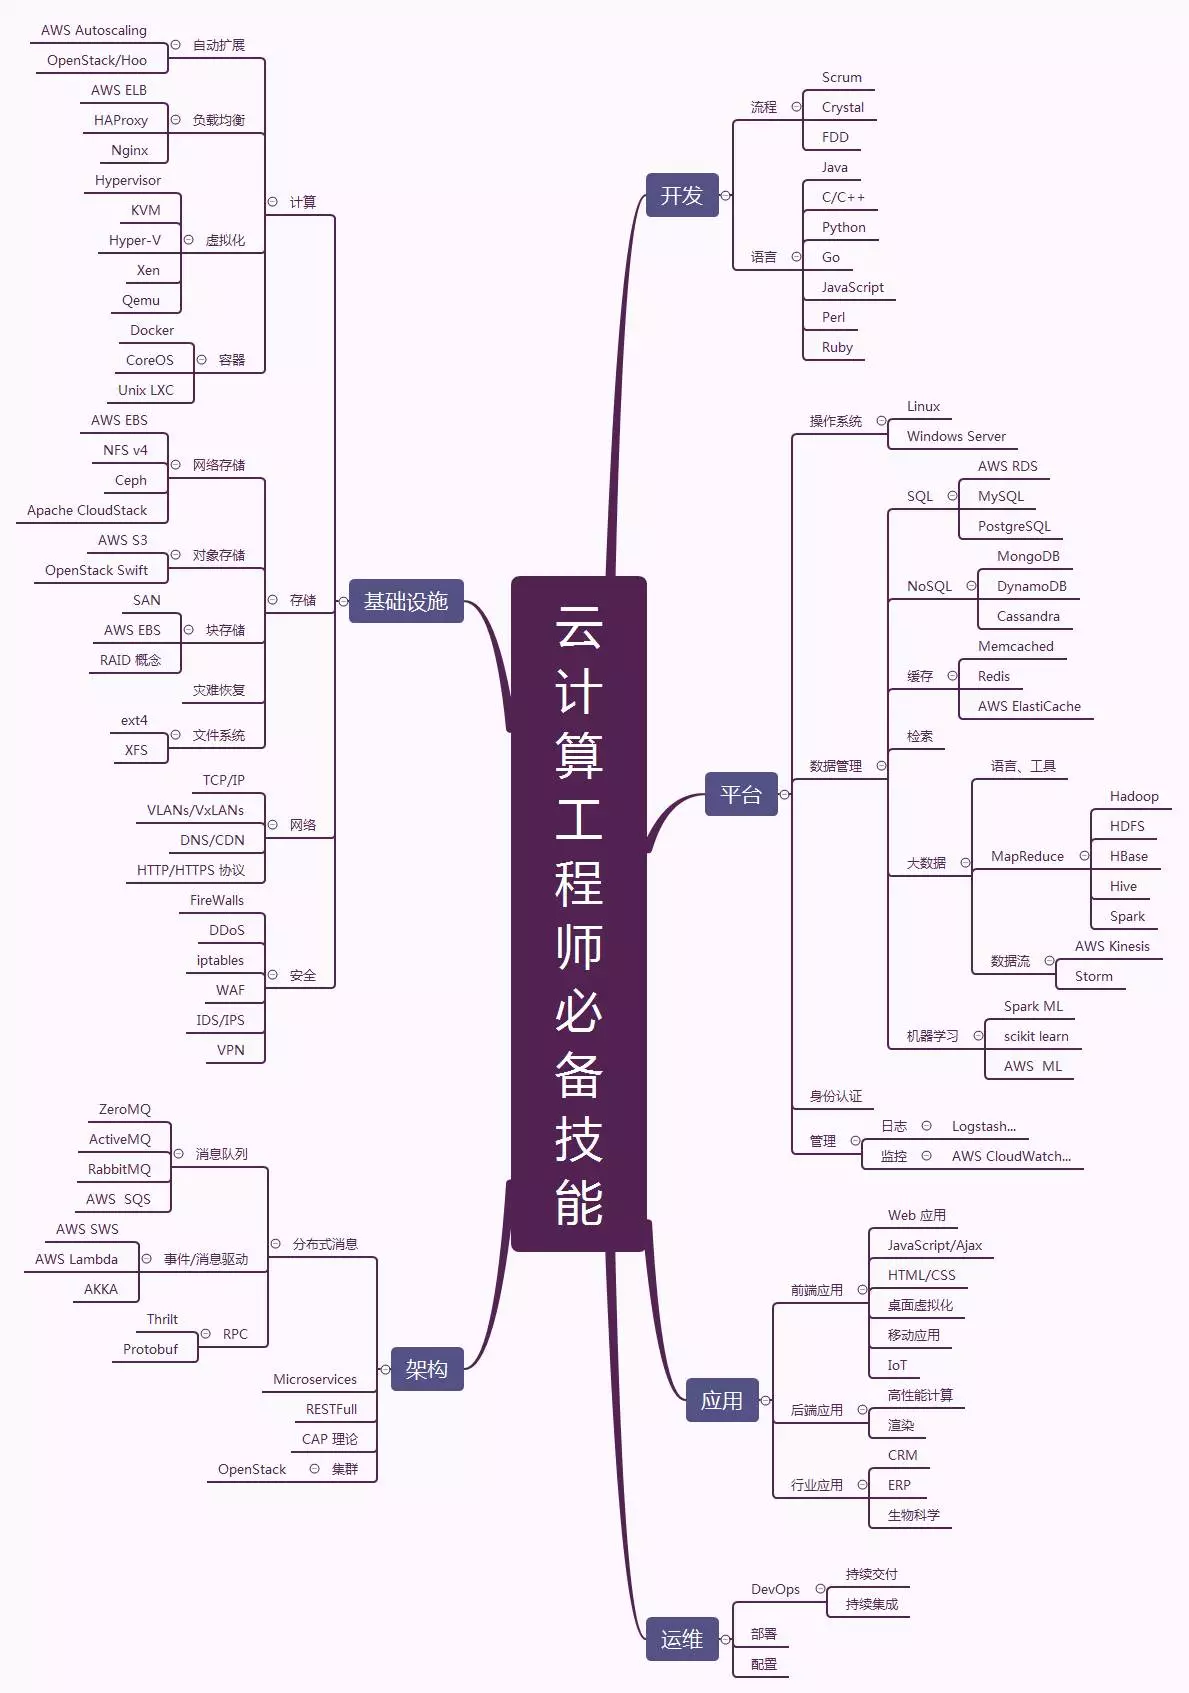 云计算工程师必备技能
开发
流程
Scrum
Crystal
FDD
语言
Java
C/C++
Python
Go
JavaScript
Perl
Ruby
平台
操作系统
Linux
Windows Server
数据管理
SQL
AWS RDS
MySQL
PostgreSQL
NoSQL
MongoDB
DynamoDB
Cassandra
缓存
Memcached
Redis
AWS ElastiCache
检索
大数据
语言、工具
MapReduce
Hadoop
HDFS
HBase
Hive
Spark
数据流
AWS Kinesis
Storm
机器学习
Spark ML
scikit learn
AWS  ML
身份认证
管理
日志
Logstash...
监控
AWS CloudWatch...
应用
前端应用
Web 应用
JavaScript/Ajax
HTML/CSS
桌面虚拟化
移动应用
IoT
后端应用
高性能计算
渲染
行业应用
CRM
ERP
生物科学
运维
DevOps
持续交付
持续集成
部署
配置
基础设施
计算
自动扩展
AWS Autoscaling
OpenStack/Hoo
负载均衡
AWS ELB
HAProxy
Nginx
虚拟化
Hypervisor
KVM
Hyper-V
Xen
Qemu
容器
Docker
CoreOS
Unix LXC
存储
网络存储
AWS EBS
NFS v4
Ceph
Apache CloudStack
对象存储
AWS S3
OpenStack Swift
块存储
SAN
AWS EBS
RAID 概念
灾难恢复
文件系统
ext4
XFS
网络
TCP/IP
VLANs/VxLANs
DNS/CDN
HTTP/HTTPS 协议
安全
FireWalls
DDoS
iptables
WAF
IDS/IPS
VPN
架构
分布式消息
消息队列
ZeroMQ
ActiveMQ
RabbitMQ
AWS  SQS
事件/消息驱动
AWS SWS
AWS Lambda
AKKA
RPC
Thrilt
Protobuf
Microservices
RESTFull
CAP 理论
集群
OpenStack